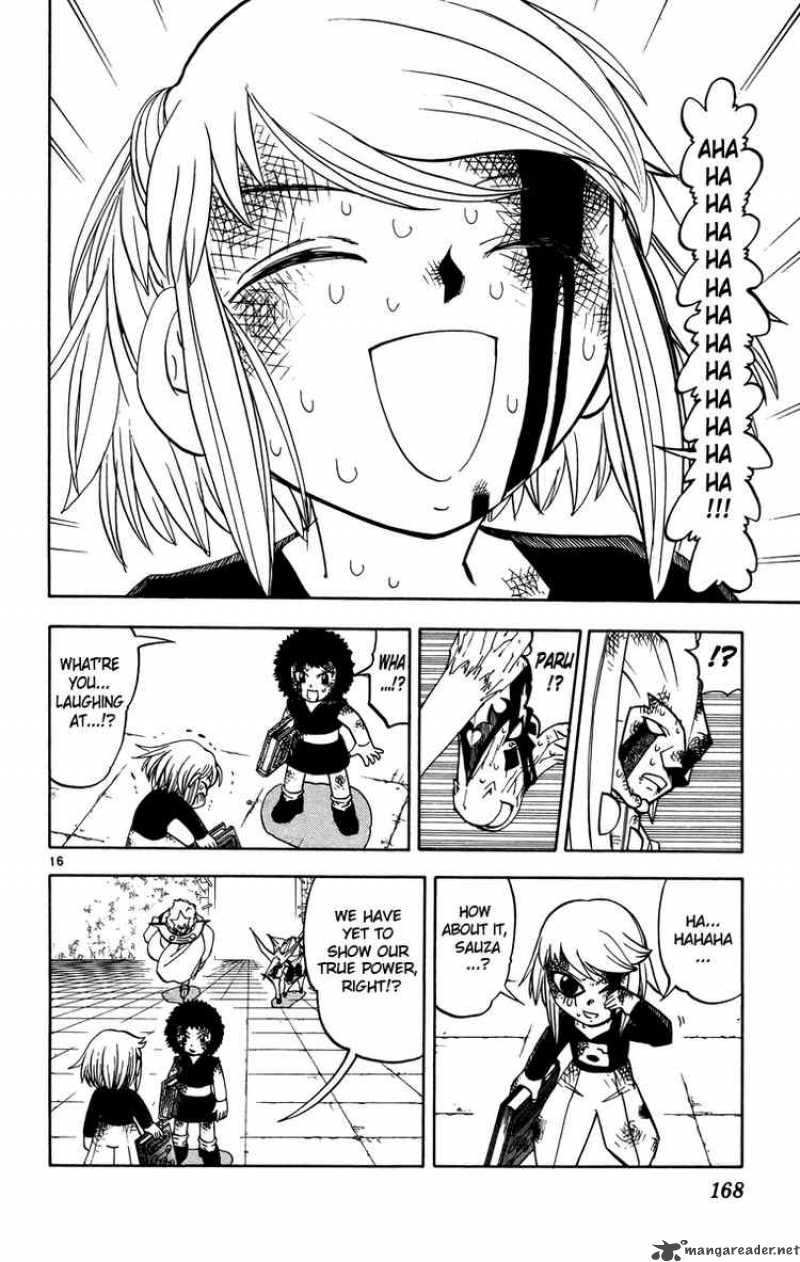 AHA
HA
HA
HA
HA
HA
HA
HA
HA
HA
HA
HA
HA
!!!
!?
PARU
!?
WHA
....!?
WHAT'RE
YOU...
LAUGHING
AT...!?
16
HA...
HAHAHA
...
HOW
ABOUT IT,
SAUZA
...?
WE HAVE
YET TO
SHOW OUR
TRUE POWER,
RIGHT!?
168
mangareader.net